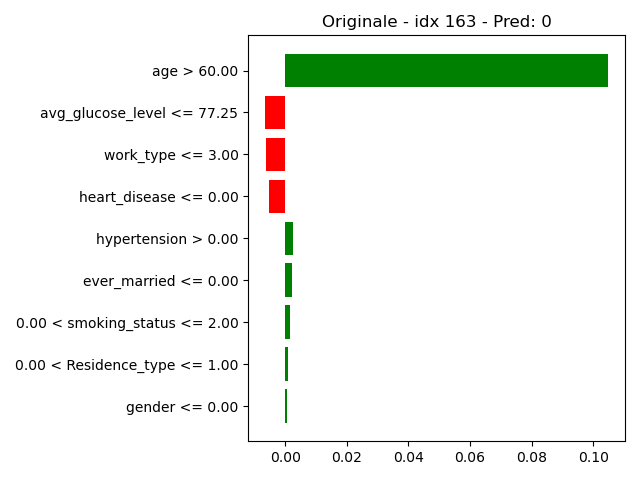 Originale - idx 163 - Pred: 0
age > 60.00
avg_glucose_level <= 77.25
work_type <= 3.00
heart_disease <= 0.00
hypertension > 0.00
ever_married <= 0.00
0.00 < smoking_status <= 2.00
0.00 < Residence_type <= 1.00
gender <= 0.00
0.00 0.02 0.04 0.06 0.08 0.10